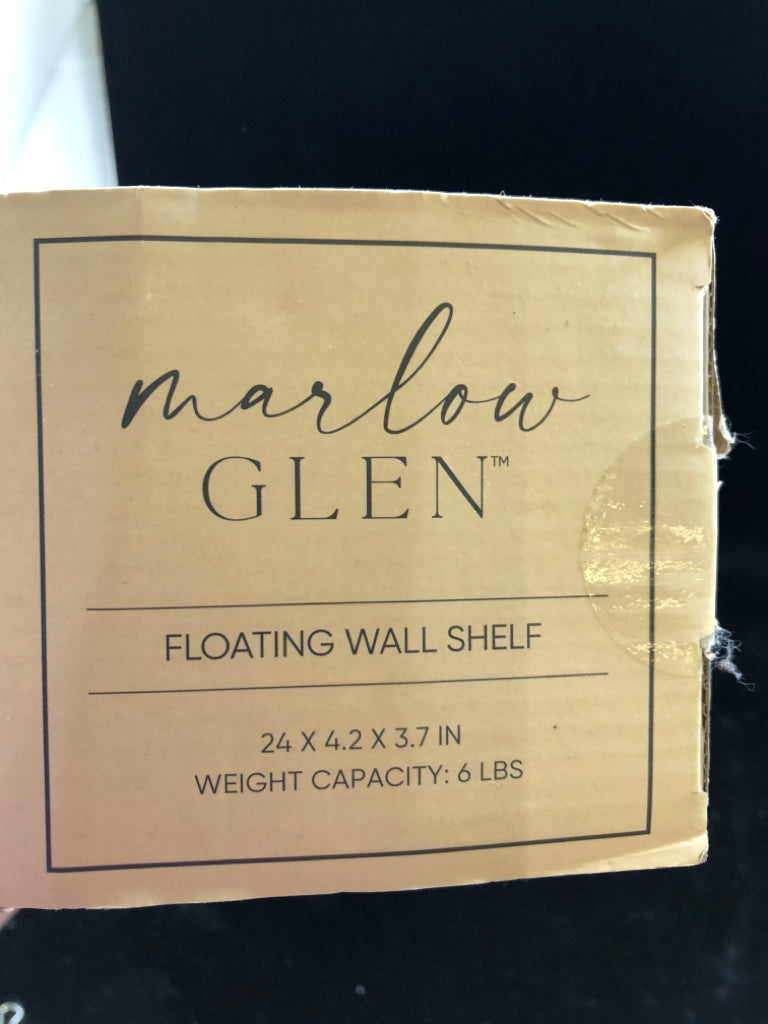 marlow
GLEN™
FLOATING WALL SHELF
24 X 4.2 X 3.7 IN
WEIGHT CAPACITY: 6 LBS